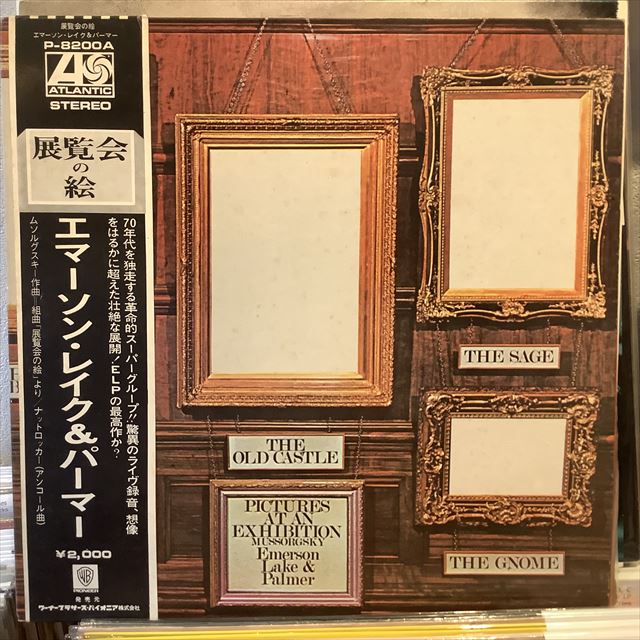 展覧会の絵
エマーソン・レイク&パーマー
P-8200A
ATLANTIC
STEREO
展覧会
の
絵
70年代を独走する革命的スーパーグループ!!驚異のライヴ録音、想像
をはるかに超えた壮絶な展開!ELPの最高作か?
エマーソン・レイク&パーマー
ムソルグスキー作曲=組曲「展覧会の絵」より/ナットロッカー(アンコール曲)
¥2,000
WB
PIONEER
発売元
ワーナーブラザース・パイオニア株式会社
THE SAGE
THE
OLD CASTLE
PICTURES
AT AN
EXHIBITION
MUSSORGSKY
Emerson
Lake &
Palmer
THE GNOME